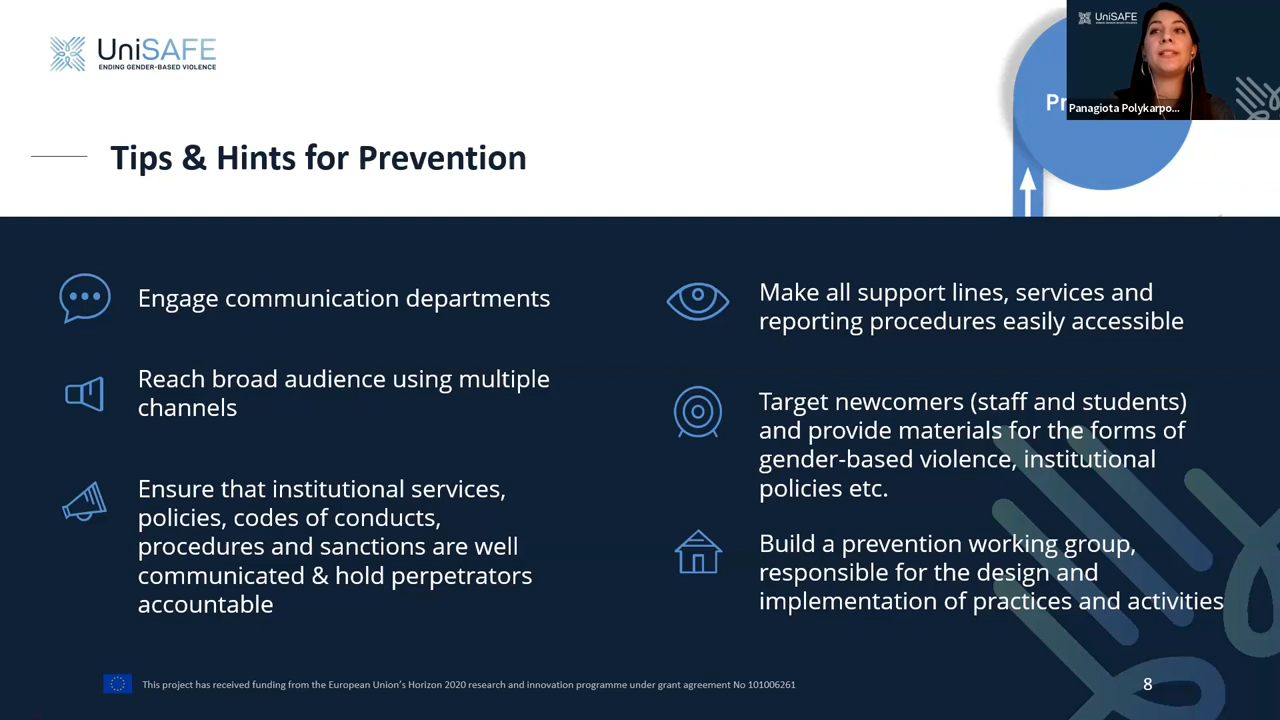 UniSAFE
ENDING GENDER-BASED VIOLENCE
UniSAFE
Panagiota Polykarpo...
Tips & Hints for Prevention
Engage communication departments
Reach broad audience using multiple
channels
Ensure that institutional services,
policies, codes of conducts,
procedures and sanctions are well
communicated & hold perpetrators
accountable
Make all support lines, services and
reporting procedures easily accessible
Target newcomers (staff and students)
and provide materials for the forms of
gender-based violence, institutional
policies etc.
Build a prevention working group,
responsible for the design and
implementation of practices and activities
This project has received funding from the European Union's Horizon 2020 research and innovation programme under grant agreement No 101006261
8